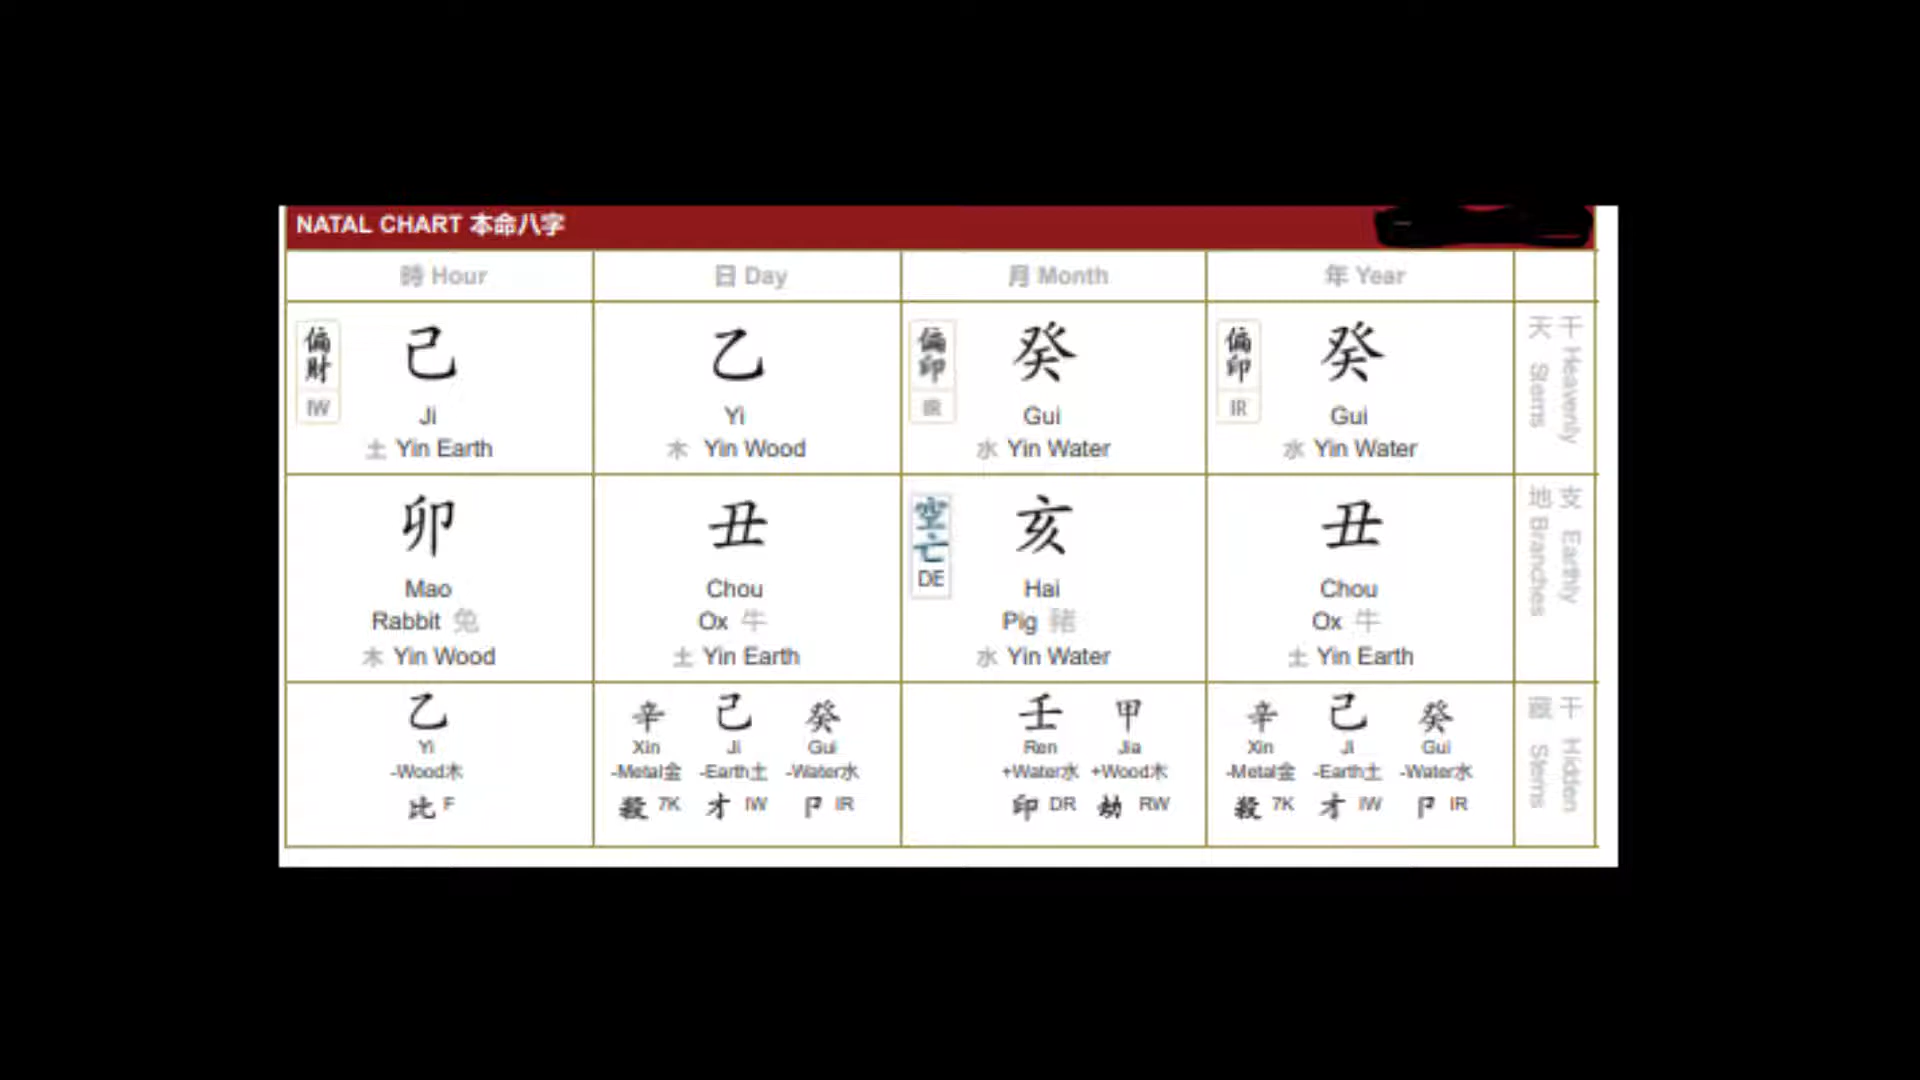 NATAL CHART 本命八字
時 Hour 日 Day 月 Month 年 Year
偏財 IW 己 乙 偏印 IR 癸 偏印 IR 癸 天干 Heavenly Stems
Ji Yi Gui Gui
土 Yin Earth 木 Yin Wood 水 Yin Water 水 Yin Water
卯 丑 空亡 DE 亥 丑 地支 Earthly Branches
Mao Chou Hai Chou
Rabbit 兔 Ox 牛 Pig 豬 Ox 牛
木 Yin Wood 土 Yin Earth 水 Yin Water 土 Yin Earth
乙 辛 己 癸 壬 甲 辛 己 癸 干 Hidden Stems
Yi Xin Ji Gui Ren Jia Xin Ji Gui
-Wood木 -Metal金 -Earth土 -Water水 +Water水 +Wood木 -Metal金 -Earth土 -Water水
比 F 殺 7K 才 IW 卩 IR 印 DR 劫 RW 殺 7K 才 IW 卩 IR